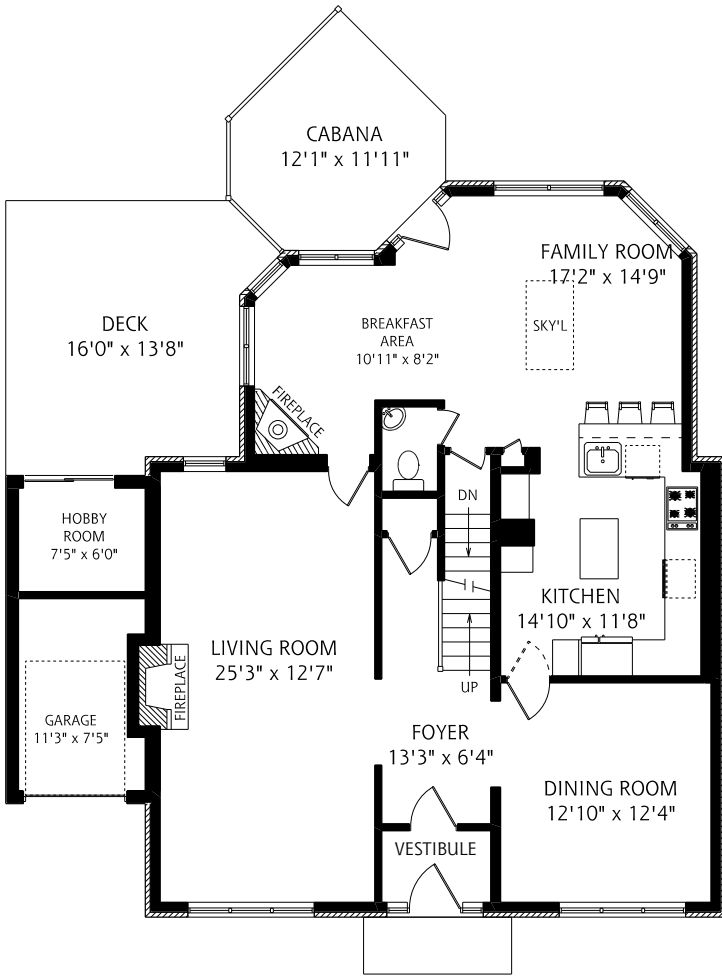 CABANA
12'1" x 11'11"
FAMILY ROOM
17'2" x 14'9"
DECK
16'0" x 13'8"
BREAKFAST
AREA
10'11" x 8'2"
SKY'L
FIREPLACE
DN
HOBBY
ROOM
7'5" x 6'0"
KITCHEN
14'10" x 11'8"
LIVING ROOM
25'3" x 12'7"
FIREPLACE
UP
GARAGE
11'3" x 7'5"
FOYER
13'3" x 6'4"
DINING ROOM
12'10" x 12'4"
VESTIBULE